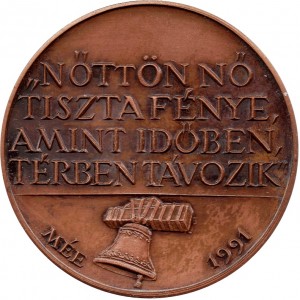 „NŐTTÖN NŐ
TISZTA FÉNYE,
AMINT IDŐBEN,
TÉRBEN TÁVOZIK"
MÉE 1991